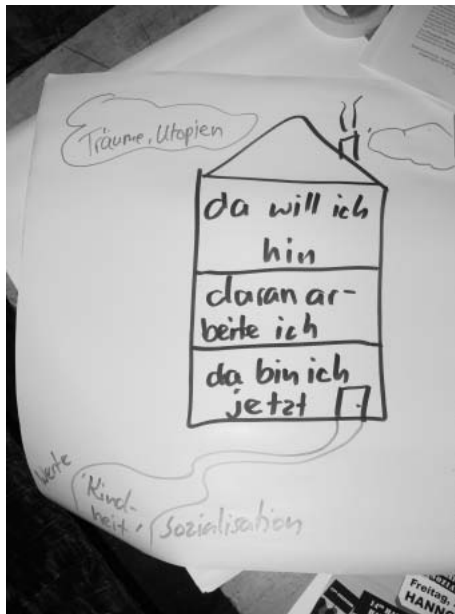 Träume, Utopien
da will ich
hin
daran ar-
beite ich
da bin ich
jetzt
Werte
Kind-
heit,
Sozialisation
Freitag,
HANN